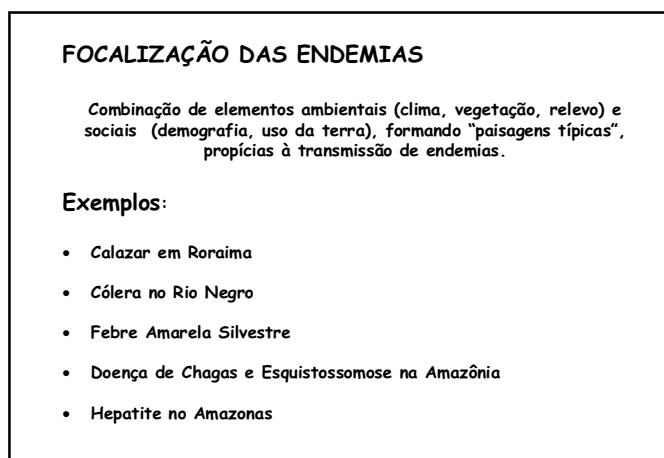 FOCALIZAÇÃO DAS ENDEMIAS
Combinação de elementos ambientais (clima, vegetação, relevo) e
sociais (demografia, uso da terra), formando “paisagens típicas”,
propícias à transmissão de endemias.
Exemplos:
• Calazar em Roraima
• Cólera no Rio Negro
• Febre Amarela Silvestre
• Doença de Chagas e Esquistossomose na Amazônia
• Hepatite no Amazonas